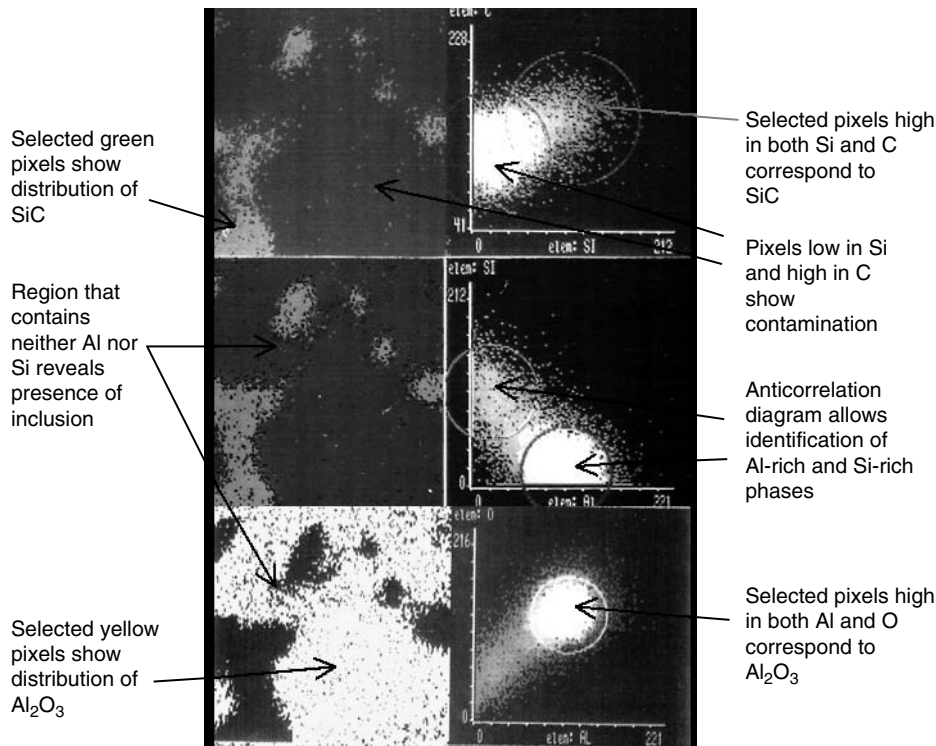 Selected green
pixels show
distribution of
SiC
Region that
contains
neither Al nor
Si reveals
presence of
inclusion
Selected yellow
pixels show
distribution of
Al₂O₃
elem: C
228
41
0
elem: SI
212
elem: SI
212
0
0
elem: Al
221
elem: O
216
0
0
elem: AL
221
Selected pixels high
in both Si and C
correspond to
SiC
Pixels low in Si
and high in C
show
contamination
Anticorrelation
diagram allows
identification of
Al-rich and Si-rich
phases
Selected pixels high
in both Al and O
correspond to
Al₂O₃